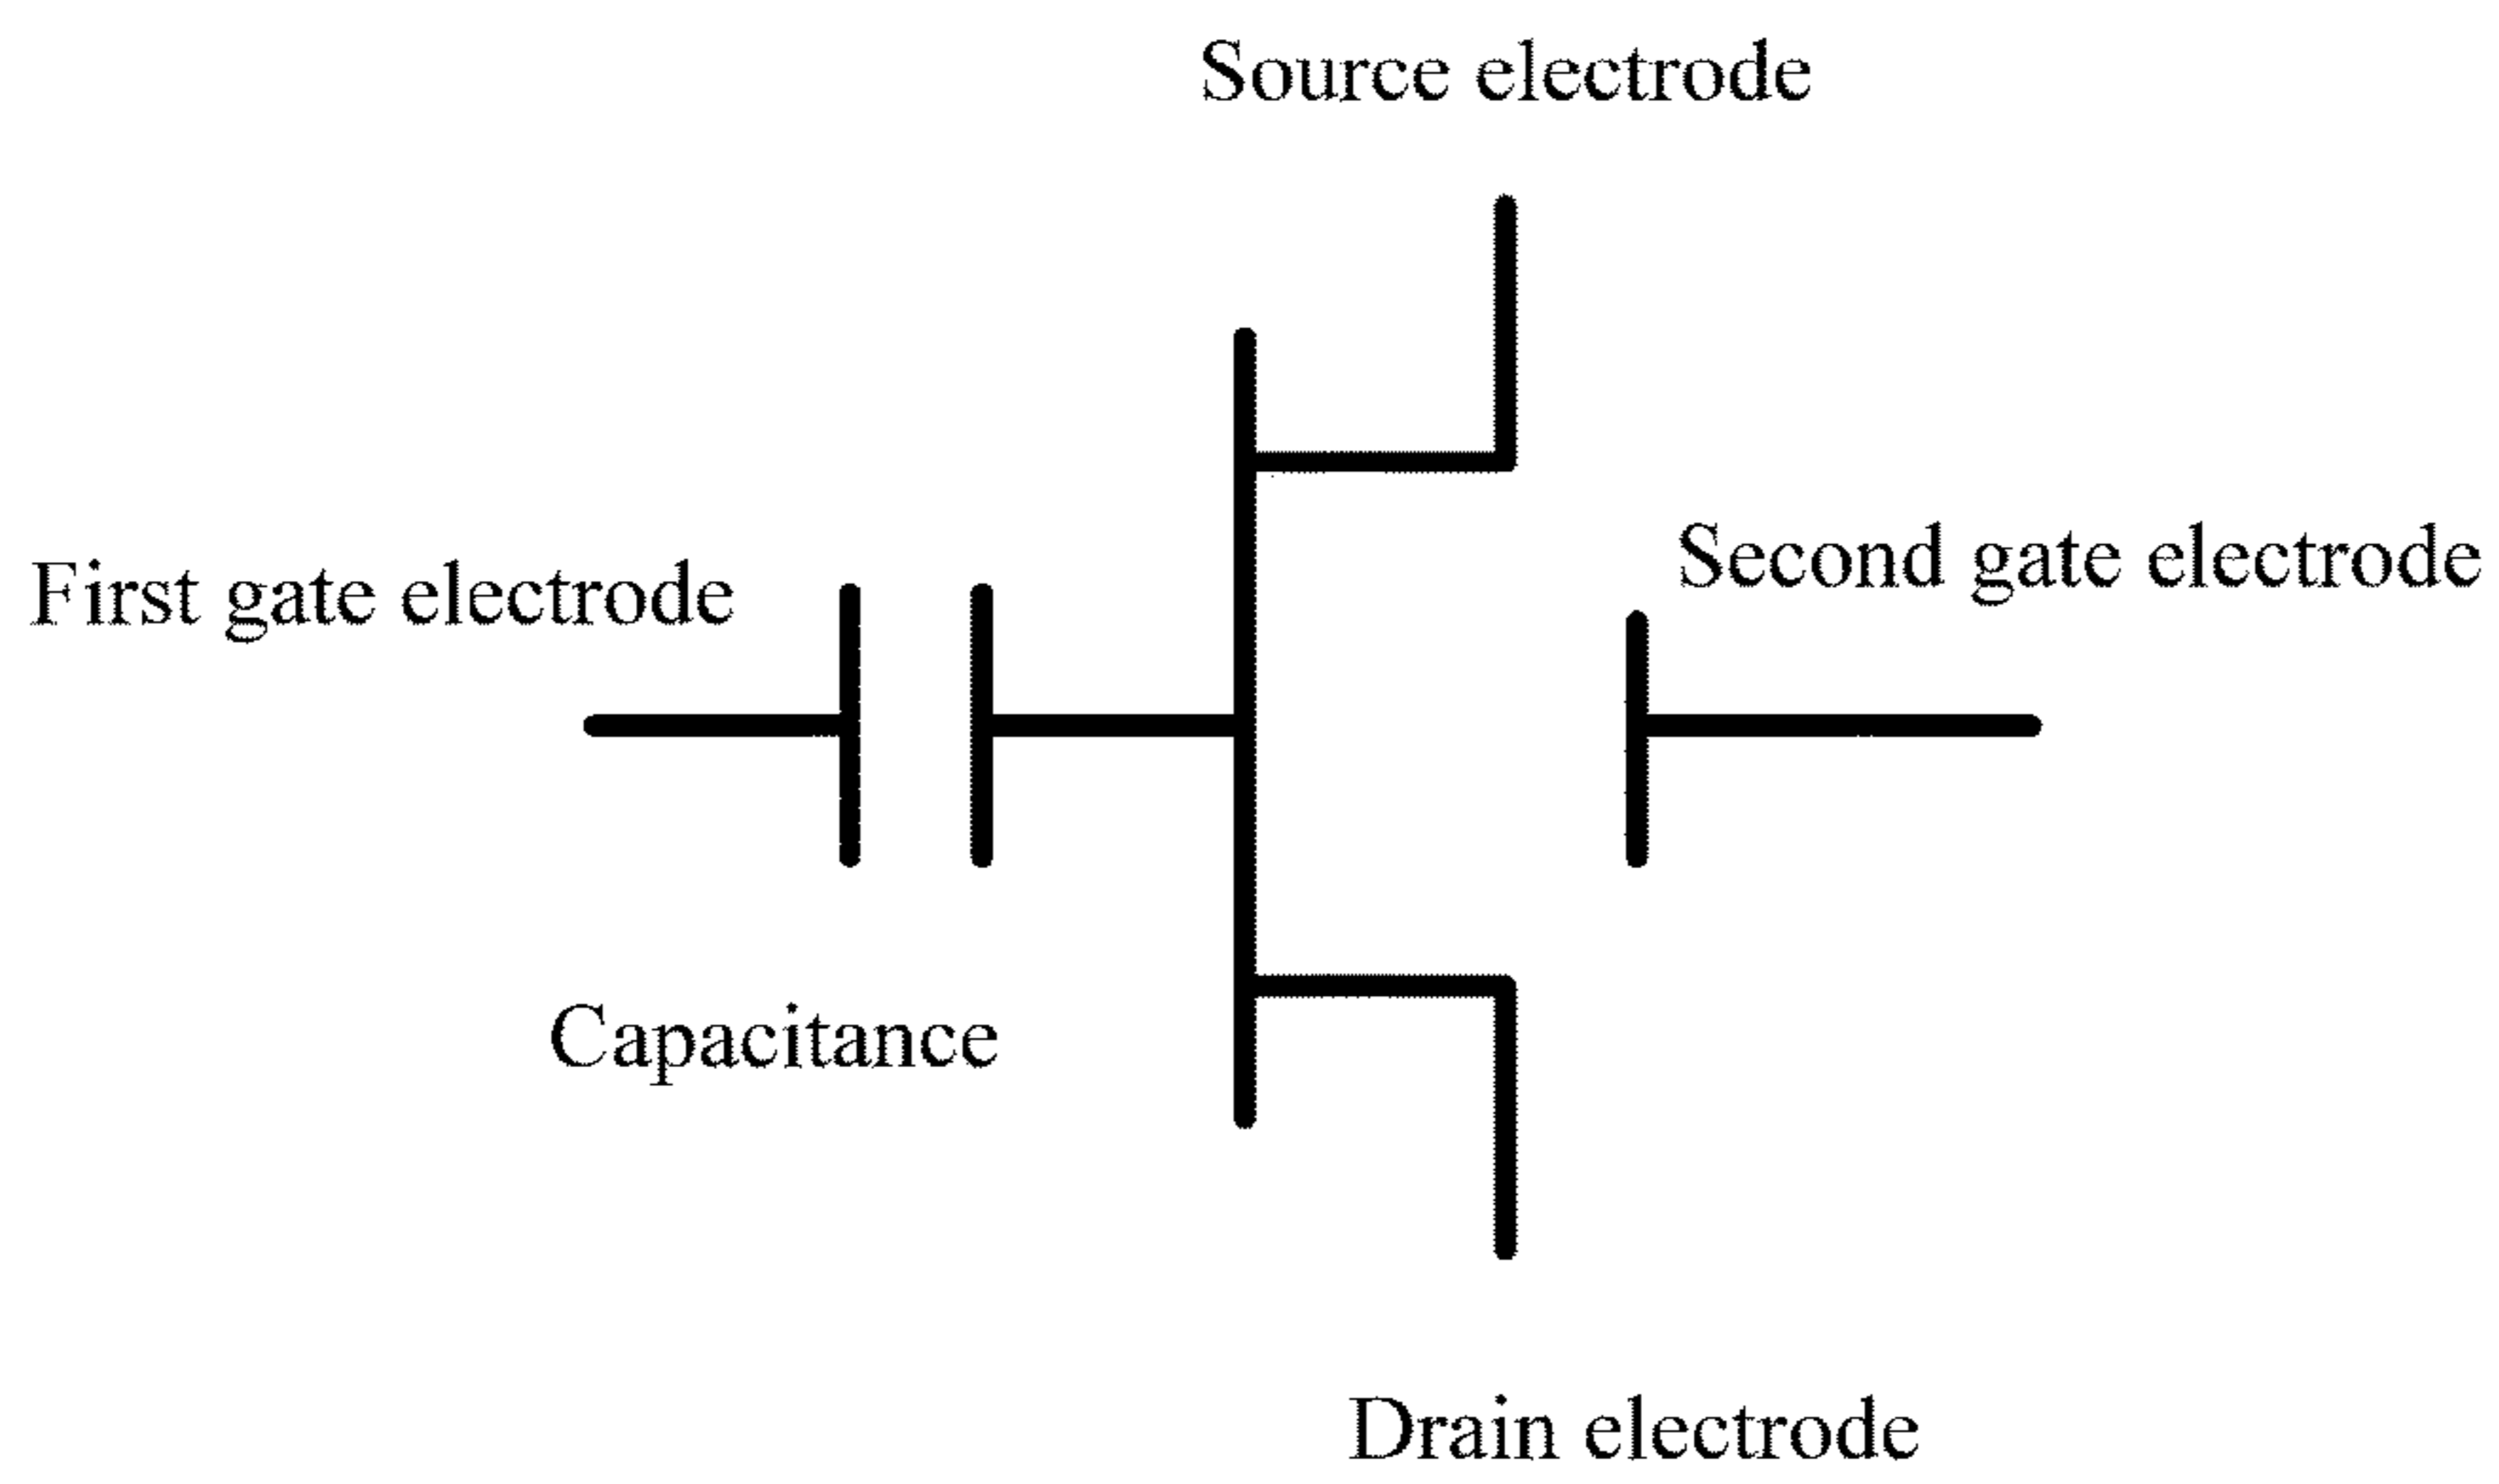 Source electrode
Second gate electrode
First gate electrode
Capacitance
Drain electrode